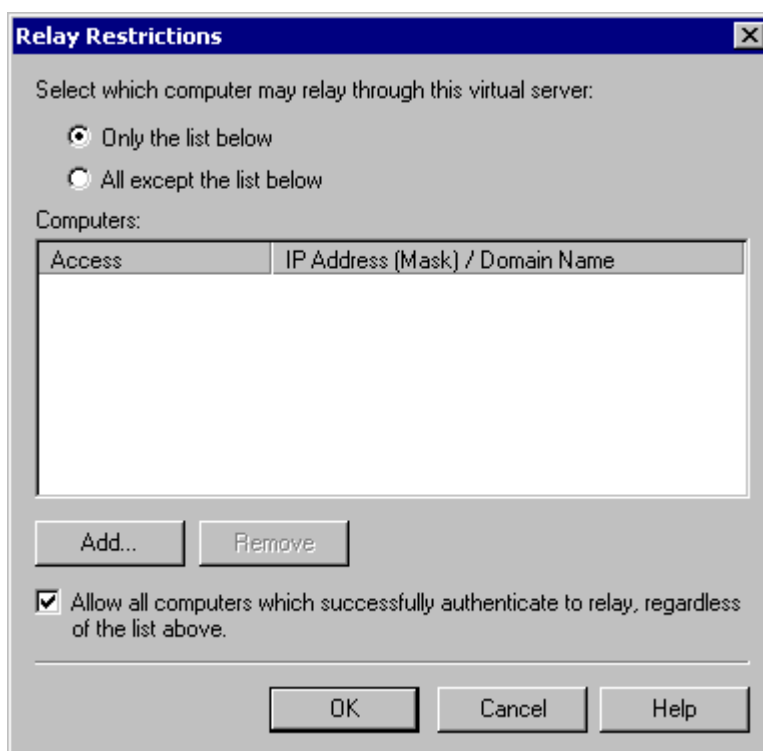 Relay Restrictions
Select which computer may relay through this virtual server:
Only the list below
All except the list below
Computers:
Access IP Address (Mask) / Domain Name
Add... Remove
Allow all computers which successfully authenticate to relay, regardless
of the list above.
OK Cancel Help